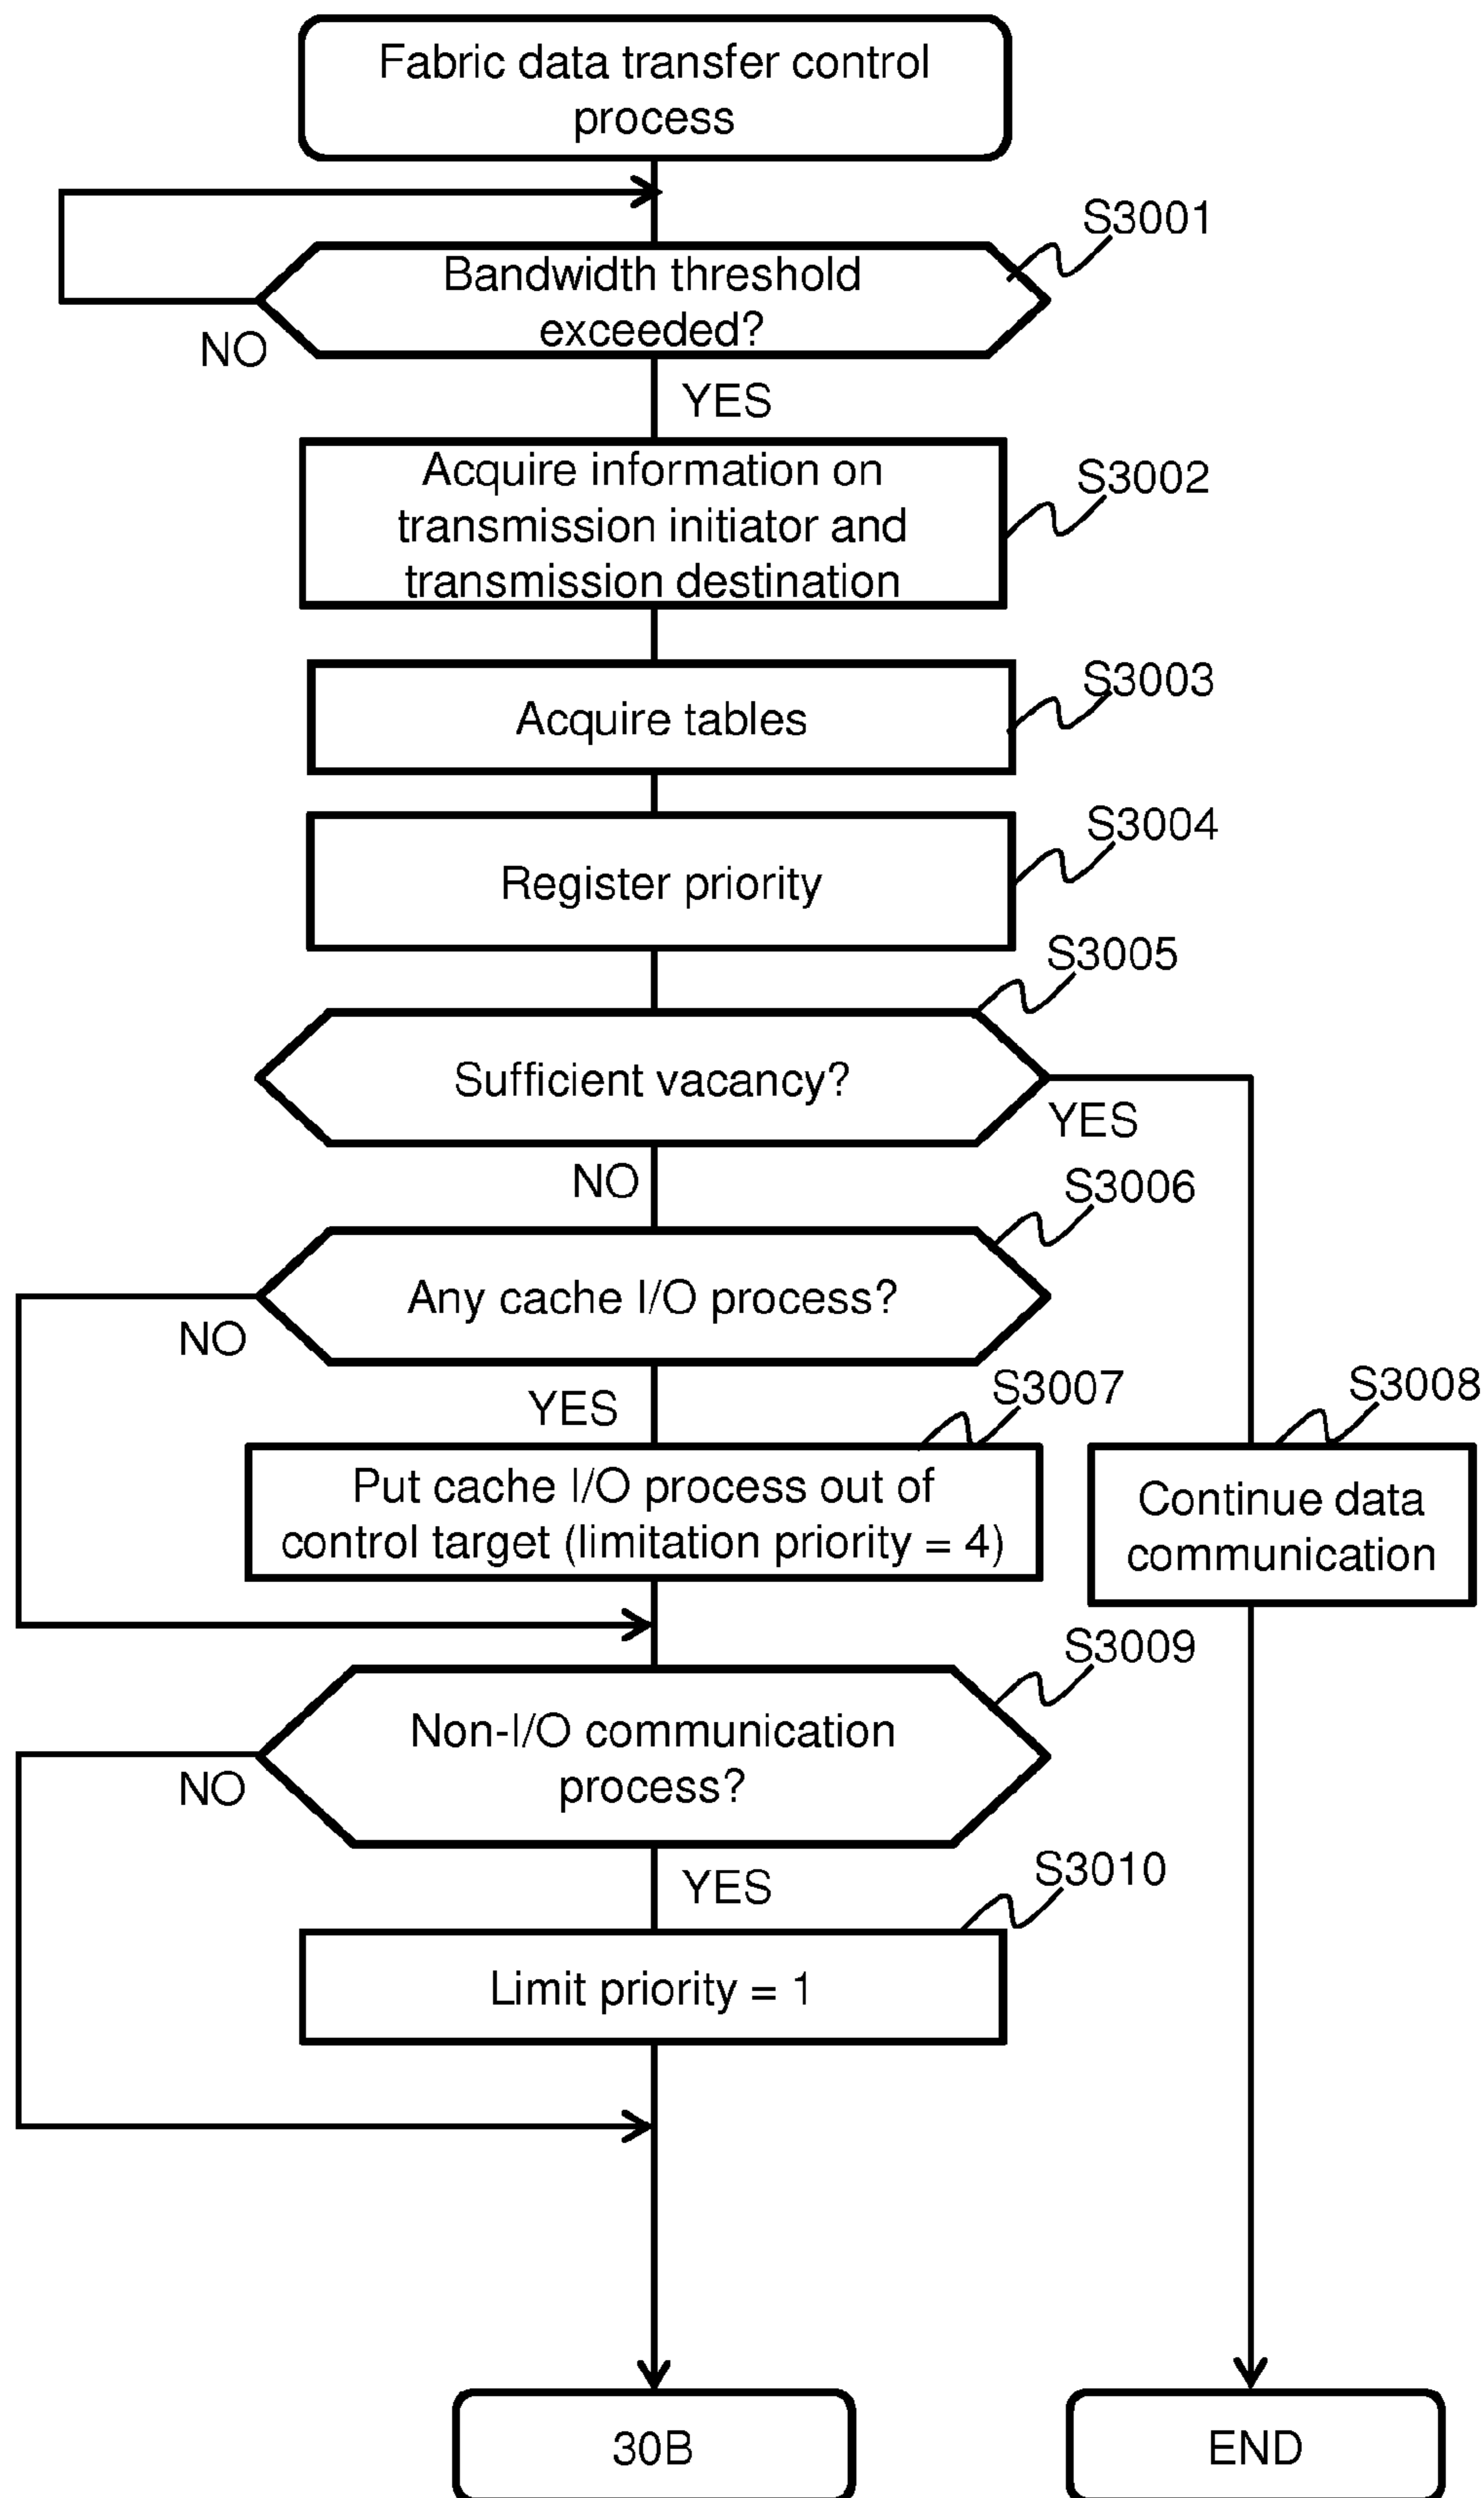 Fabric data transfer control
process
S3001
Bandwidth threshold
exceeded?
NO
YES
Acquire information on
transmission initiator and
transmission destination
S3002
S3003
Acquire tables
S3004
Register priority
S3005
Sufficient vacancy?
YES
NO
S3006
Any cache I/O process?
NO
YES
S3007
S3008
Put cache I/O process out of
control target (limitation priority = 4)
Continue data
communication
S3009
Non-I/O communication
process?
NO
YES
S3010
Limit priority = 1
30B
END